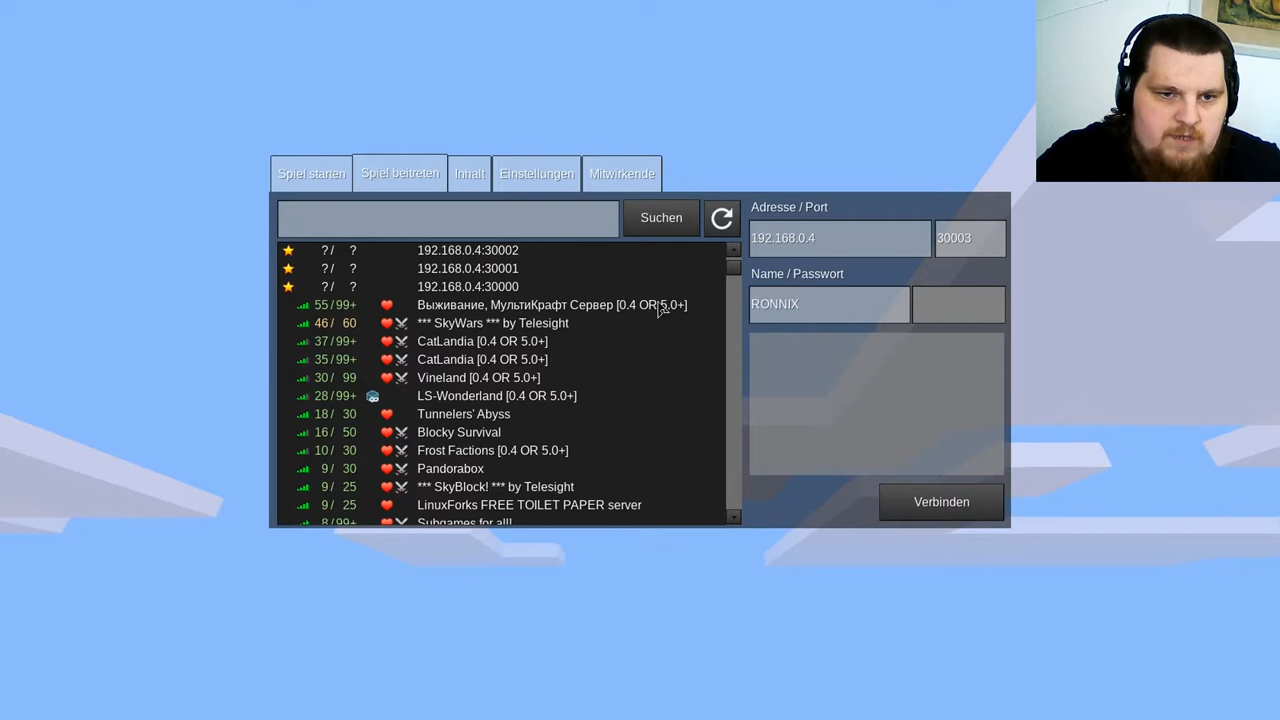 Spiel starten Spiel beitreten Inhalt Einstellungen Mitwirkende
Suchen
? / ? 192.168.0.4:30002
? / ? 192.168.0.4:30001
? / ? 192.168.0.4:30000
55 / 99+ Выживание, МультиКрафт Сервер [0.4 OR 5.0+]
46 / 60 *** SkyWars *** by Telesight
37 / 99+ CatLandia [0.4 OR 5.0+]
35 / 99+ CatLandia [0.4 OR 5.0+]
30 / 99 Vineland [0.4 OR 5.0+]
28 / 99+ LS-Wonderland [0.4 OR 5.0+]
18 / 30 Tunnelers' Abyss
16 / 50 Blocky Survival
10 / 30 Frost Factions [0.4 OR 5.0+]
9 / 30 Pandorabox
9 / 25 *** SkyBlock! *** by Telesight
9 / 25 LinuxForks FREE TOILET PAPER server
8 / 99+ Subgames for all!
Adresse / Port
192.168.0.4 30003
Name / Passwort
RONNIX
Verbinden